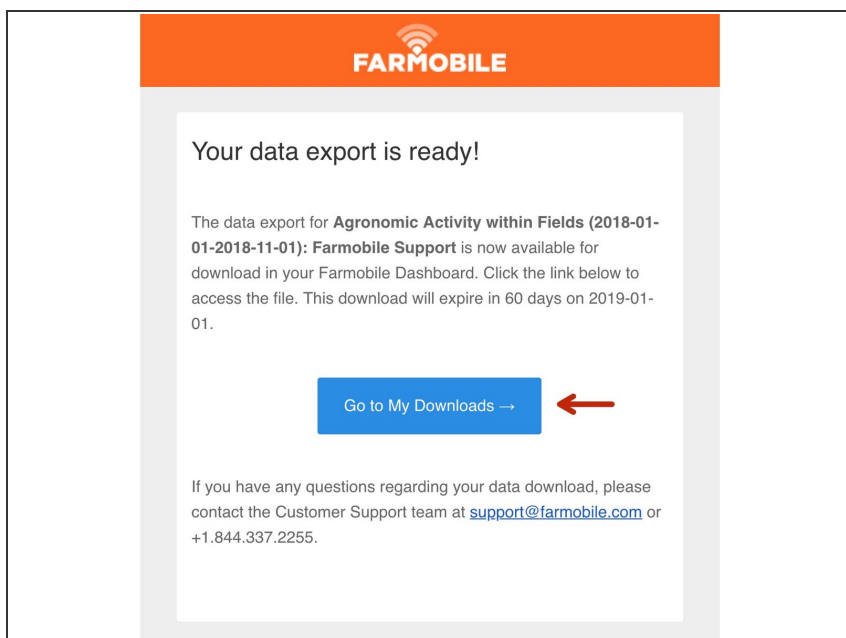 FARMOBILE
Your data export is ready!
The data export for Agronomic Activity within Fields (2018-01-
01-2018-11-01): Farmobile Support is now available for
download in your Farmobile Dashboard. Click the link below to
access the file. This download will expire in 60 days on 2019-01-
01.
Go to My Downloads →
If you have any questions regarding your data download, please
contact the Customer Support team at support@farmobile.com or
+1.844.337.2255.